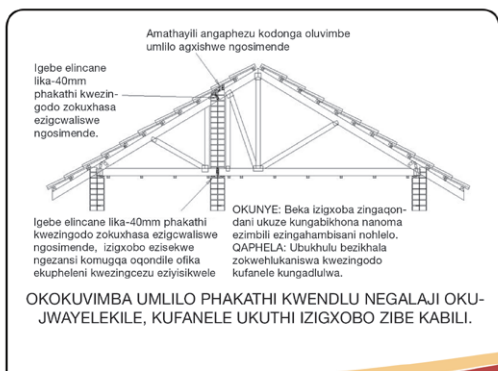 Amathayili angaphezu kodonga oluvimbe
umlilo agxishwe ngosimende
Igebe elincane
lika-40mm
phakathi kwezin-
godo zokuxhasa
ezigcwaliswe
ngosimende.
Igebe elincane lika-40mm phakathi
kwezingodo zokuxhasa ezigcwaliswe
ngosimende, izigxobo ezisekwe
ngezansi komugqa oqondile ofika
ekupheleni kwezingcezu eziyisikwele
OKUNYE: Beka izigxoba zingaqon-
dani ukuze kungabikhona nanoma
ezimbili ezingahambisani nohlelo.
QAPHELA: Ubukhulu bezikhala
zokwehlukaniswa kwezingodo
kufanele kungadlulwa.
OKOKUVIMBA UMLILO PHAKATHI KWENDLU NEGALAJI OKU-
JWAYELEKILE, KUFANELE UKUTHI IZIGXOBO ZIBE KABILI.